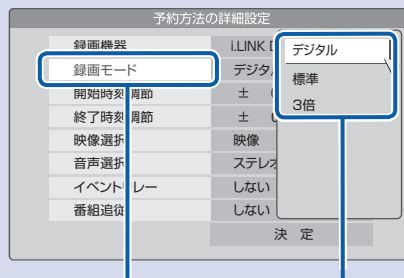 予約方法の詳細設定
録画機器 i.LINK
デジタル
録画モード デジタ
標準
3倍
開始時刻調節 ±
終了時刻調節 ±
映像選択 映像
音声選択 ステレオ
イベントリレー しない
番組追従 しない
決 定